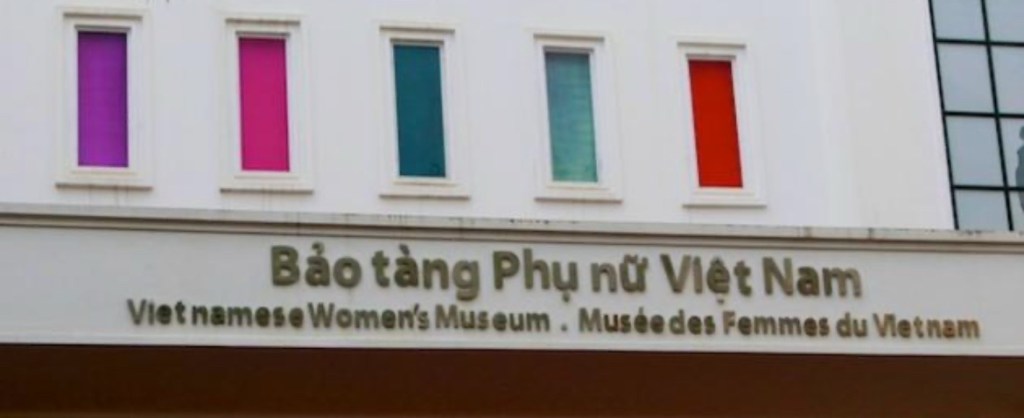 Bảo tàng Phụ nữ Việt Nam
Vietnamese Women's Museum . Musée des Femmes du Vietnam